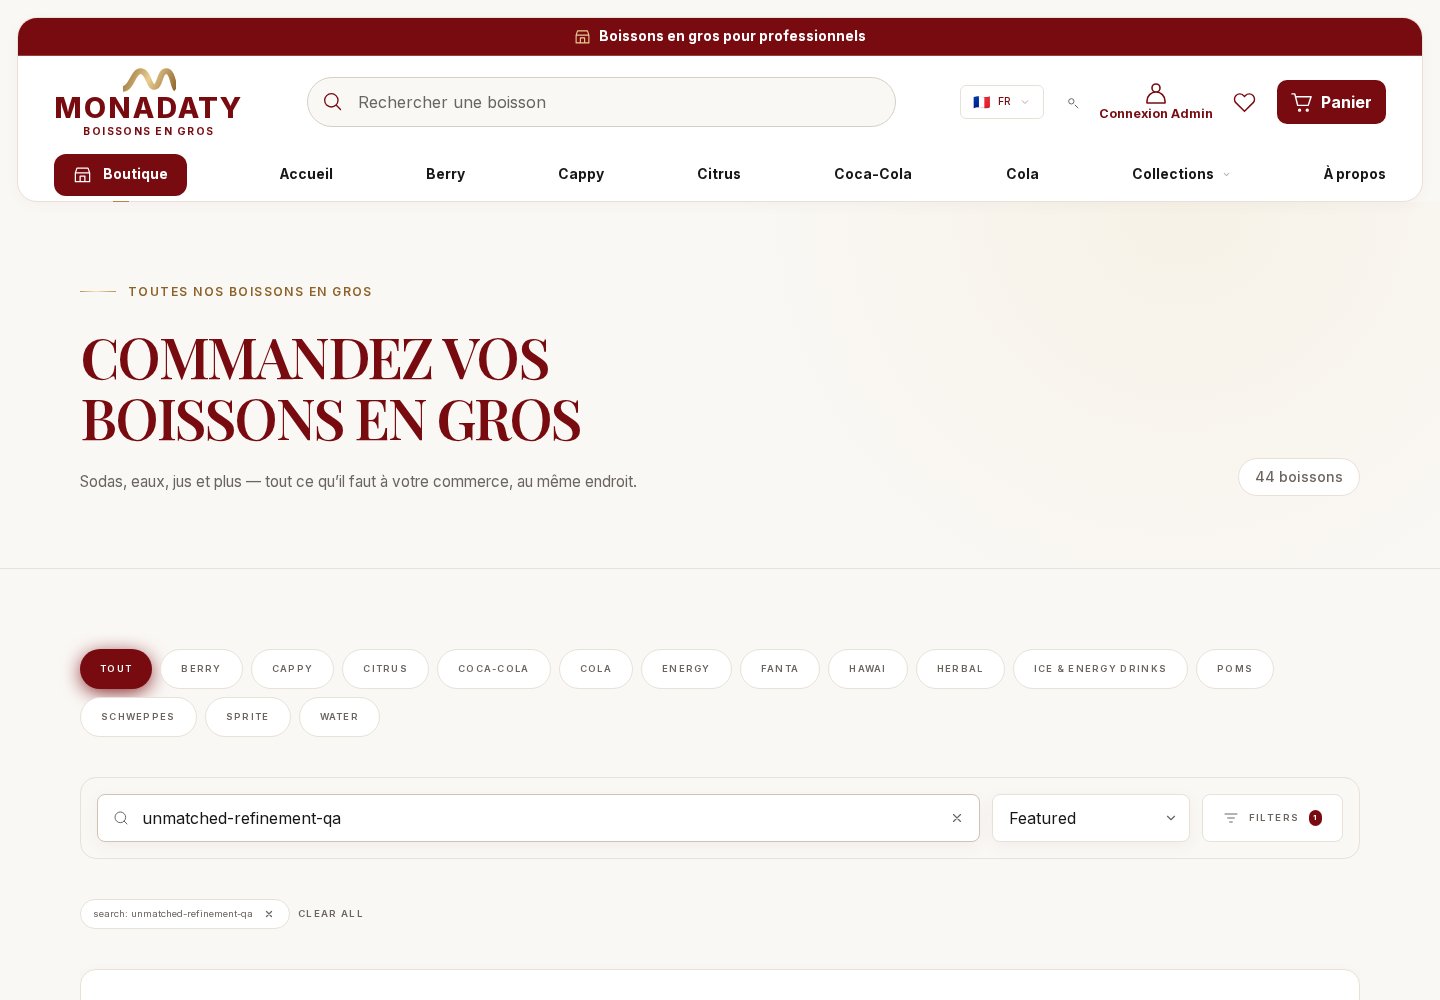 Boissons en gros pour professionnels
MONADATY
BOISSONS EN GROS
Rechercher une boisson
FR
Connexion Admin
Panier
Boutique
Accueil
Berry
Cappy
Citrus
Coca-Cola
Cola
Collections
À propos
TOUTES NOS BOISSONS EN GROS
COMMANDEZ VOS
BOISSONS EN GROS
Sodas, eaux, jus et plus — tout ce qu’il faut à votre commerce, au même endroit.
44 boissons
TOUT
BERRY
CAPPY
CITRUS
COCA-COLA
COLA
ENERGY
FANTA
HAWAI
HERBAL
ICE & ENERGY DRINKS
POMS
SCHWEPPES
SPRITE
WATER
unmatched-refinement-qa
Featured
FILTERS
1
search: unmatched-refinement-qa
CLEAR ALL